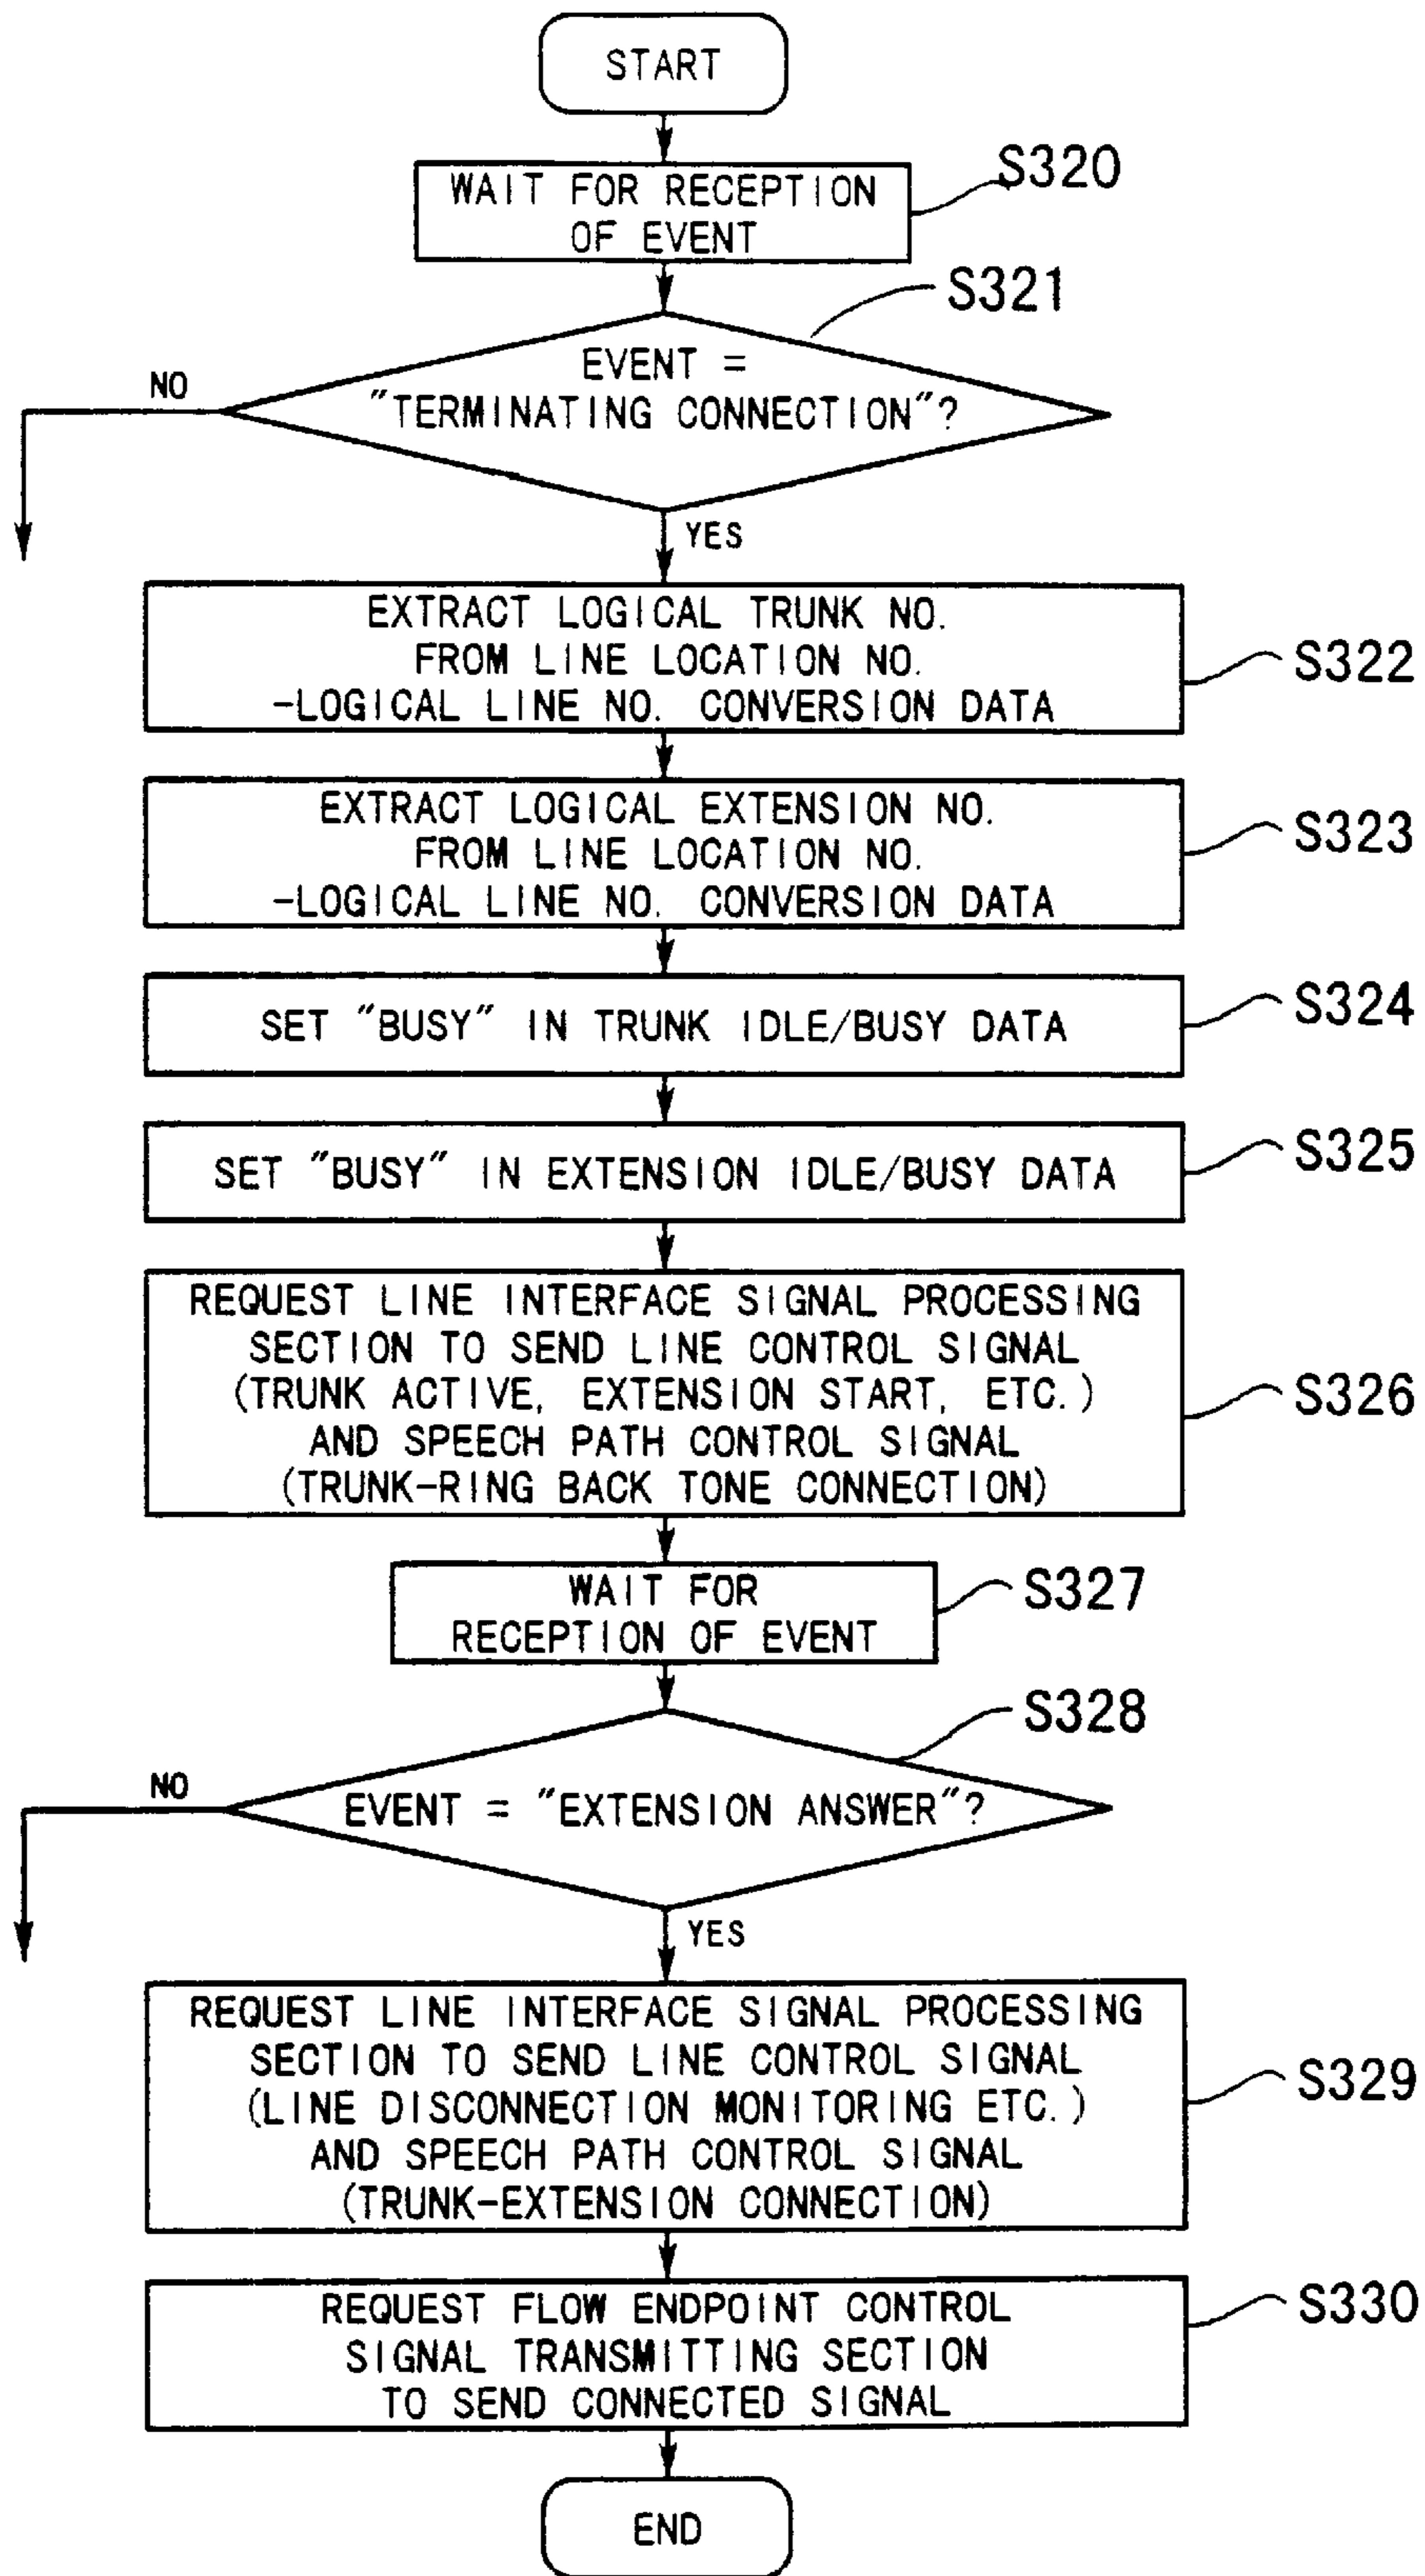 START
WAIT FOR RECEPTION
OF EVENT
S320
S321
EVENT =
"TERMINATING CONNECTION"?
NO
YES
EXTRACT LOGICAL TRUNK NO.
FROM LINE LOCATION NO.
-LOGICAL LINE NO. CONVERSION DATA
S322
EXTRACT LOGICAL EXTENSION NO.
FROM LINE LOCATION NO.
-LOGICAL LINE NO. CONVERSION DATA
S323
SET "BUSY" IN TRUNK IDLE/BUSY DATA
S324
SET "BUSY" IN EXTENSION IDLE/BUSY DATA
S325
REQUEST LINE INTERFACE SIGNAL PROCESSING
SECTION TO SEND LINE CONTROL SIGNAL
(TRUNK ACTIVE, EXTENSION START, ETC.)
AND SPEECH PATH CONTROL SIGNAL
(TRUNK-RING BACK TONE CONNECTION)
S326
WAIT FOR
RECEPTION OF EVENT
S327
S328
NO
EVENT = "EXTENSION ANSWER"?
YES
REQUEST LINE INTERFACE SIGNAL PROCESSING
SECTION TO SEND LINE CONTROL SIGNAL
(LINE DISCONNECTION MONITORING ETC.)
AND SPEECH PATH CONTROL SIGNAL
(TRUNK-EXTENSION CONNECTION)
S329
REQUEST FLOW ENDPOINT CONTROL
SIGNAL TRANSMITTING SECTION
TO SEND CONNECTED SIGNAL
S330
END